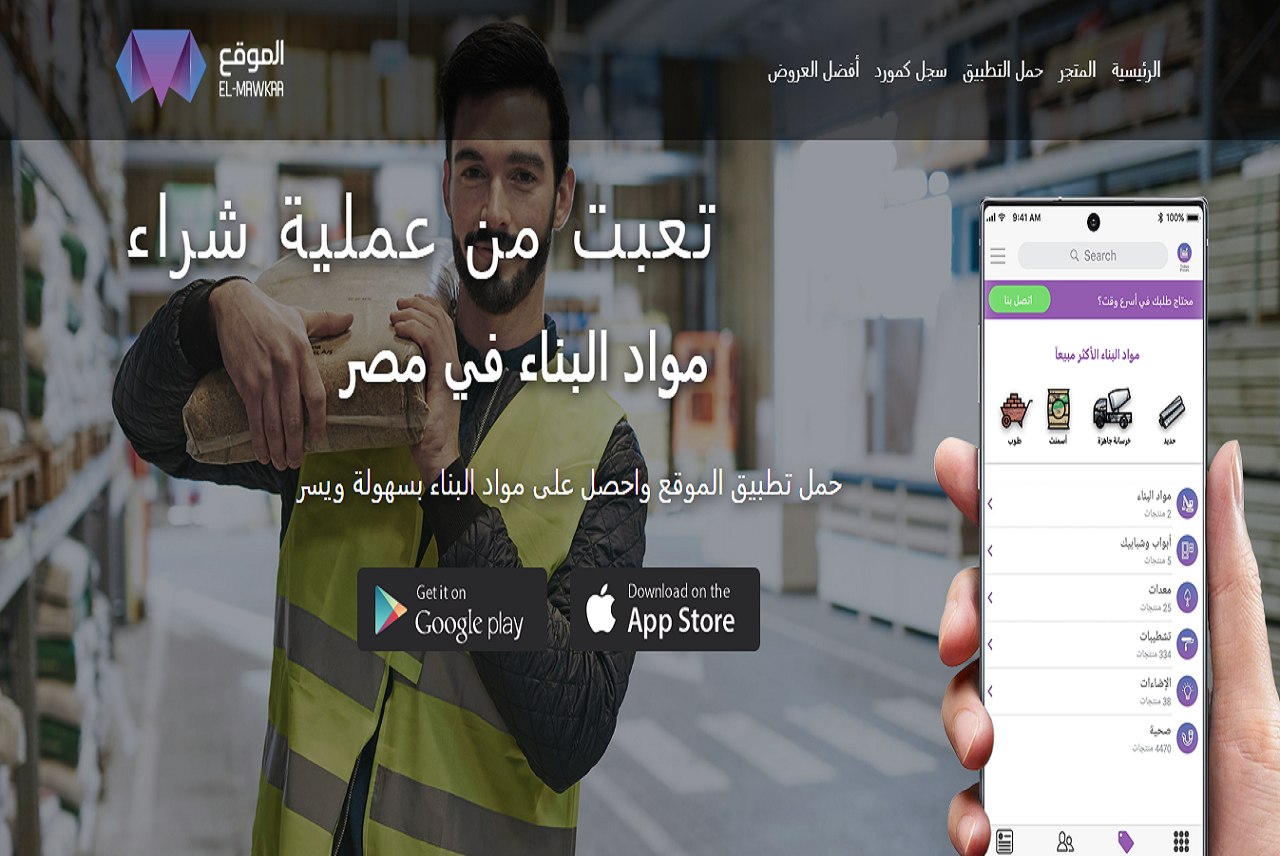 الموقع
EL-MAWKAA
الرئيسية
المتجر
حمل التطبيق
سجل كمورد
أفضل العروض
تعبت من عملية شراء
مواد البناء في مصر
حمل تطبيق الموقع واحصل على مواد البناء بسهولة ويسر
Get it on
Google play
Download on the
App Store
9:41 AM
100%
Search
محتاج طلبك في أسرع وقت؟
اتصل بنا
مواد البناء الأكثر مبيعاً
حديد
خرسانة جاهزة
أسمنت
طوب
مواد البناء
2 منتجات
أبواب وشبابيك
5 منتجات
معدات
25 منتجات
تشطيبات
334 منتجات
الإضاءات
38 منتجات
صحية
4470 منتجات